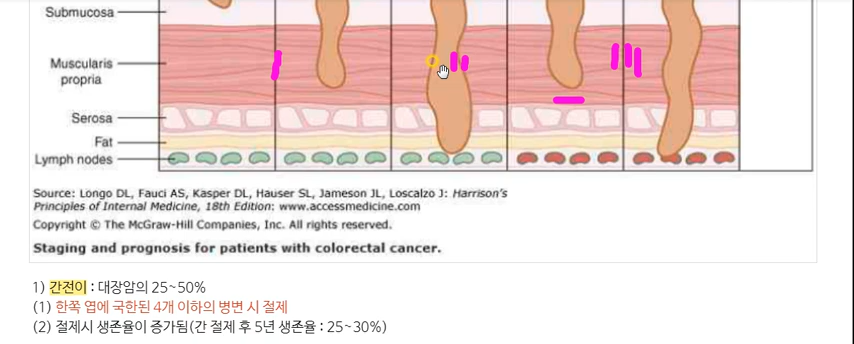 Submucosa
Muscularis
propria
Serosa
Fat
Lymph nodes
Source: Longo DL, Fauci AS, Kasper DL, Hauser SL, Jameson JL, Loscalzo J: Harrison's
Principles of Internal Medicine, 18th Edition: www.accessmedicine.com
Copyright © The McGraw-Hill Companies, Inc. All rights reserved.
Staging and prognosis for patients with colorectal cancer.
1) 간전이 : 대장암의 25~50%
(1) 한쪽 엽에 국한된 4개 이하의 병변 시 절제
(2) 절제시 생존율이 증가됨(간 절제 후 5년 생존율 : 25~30%)